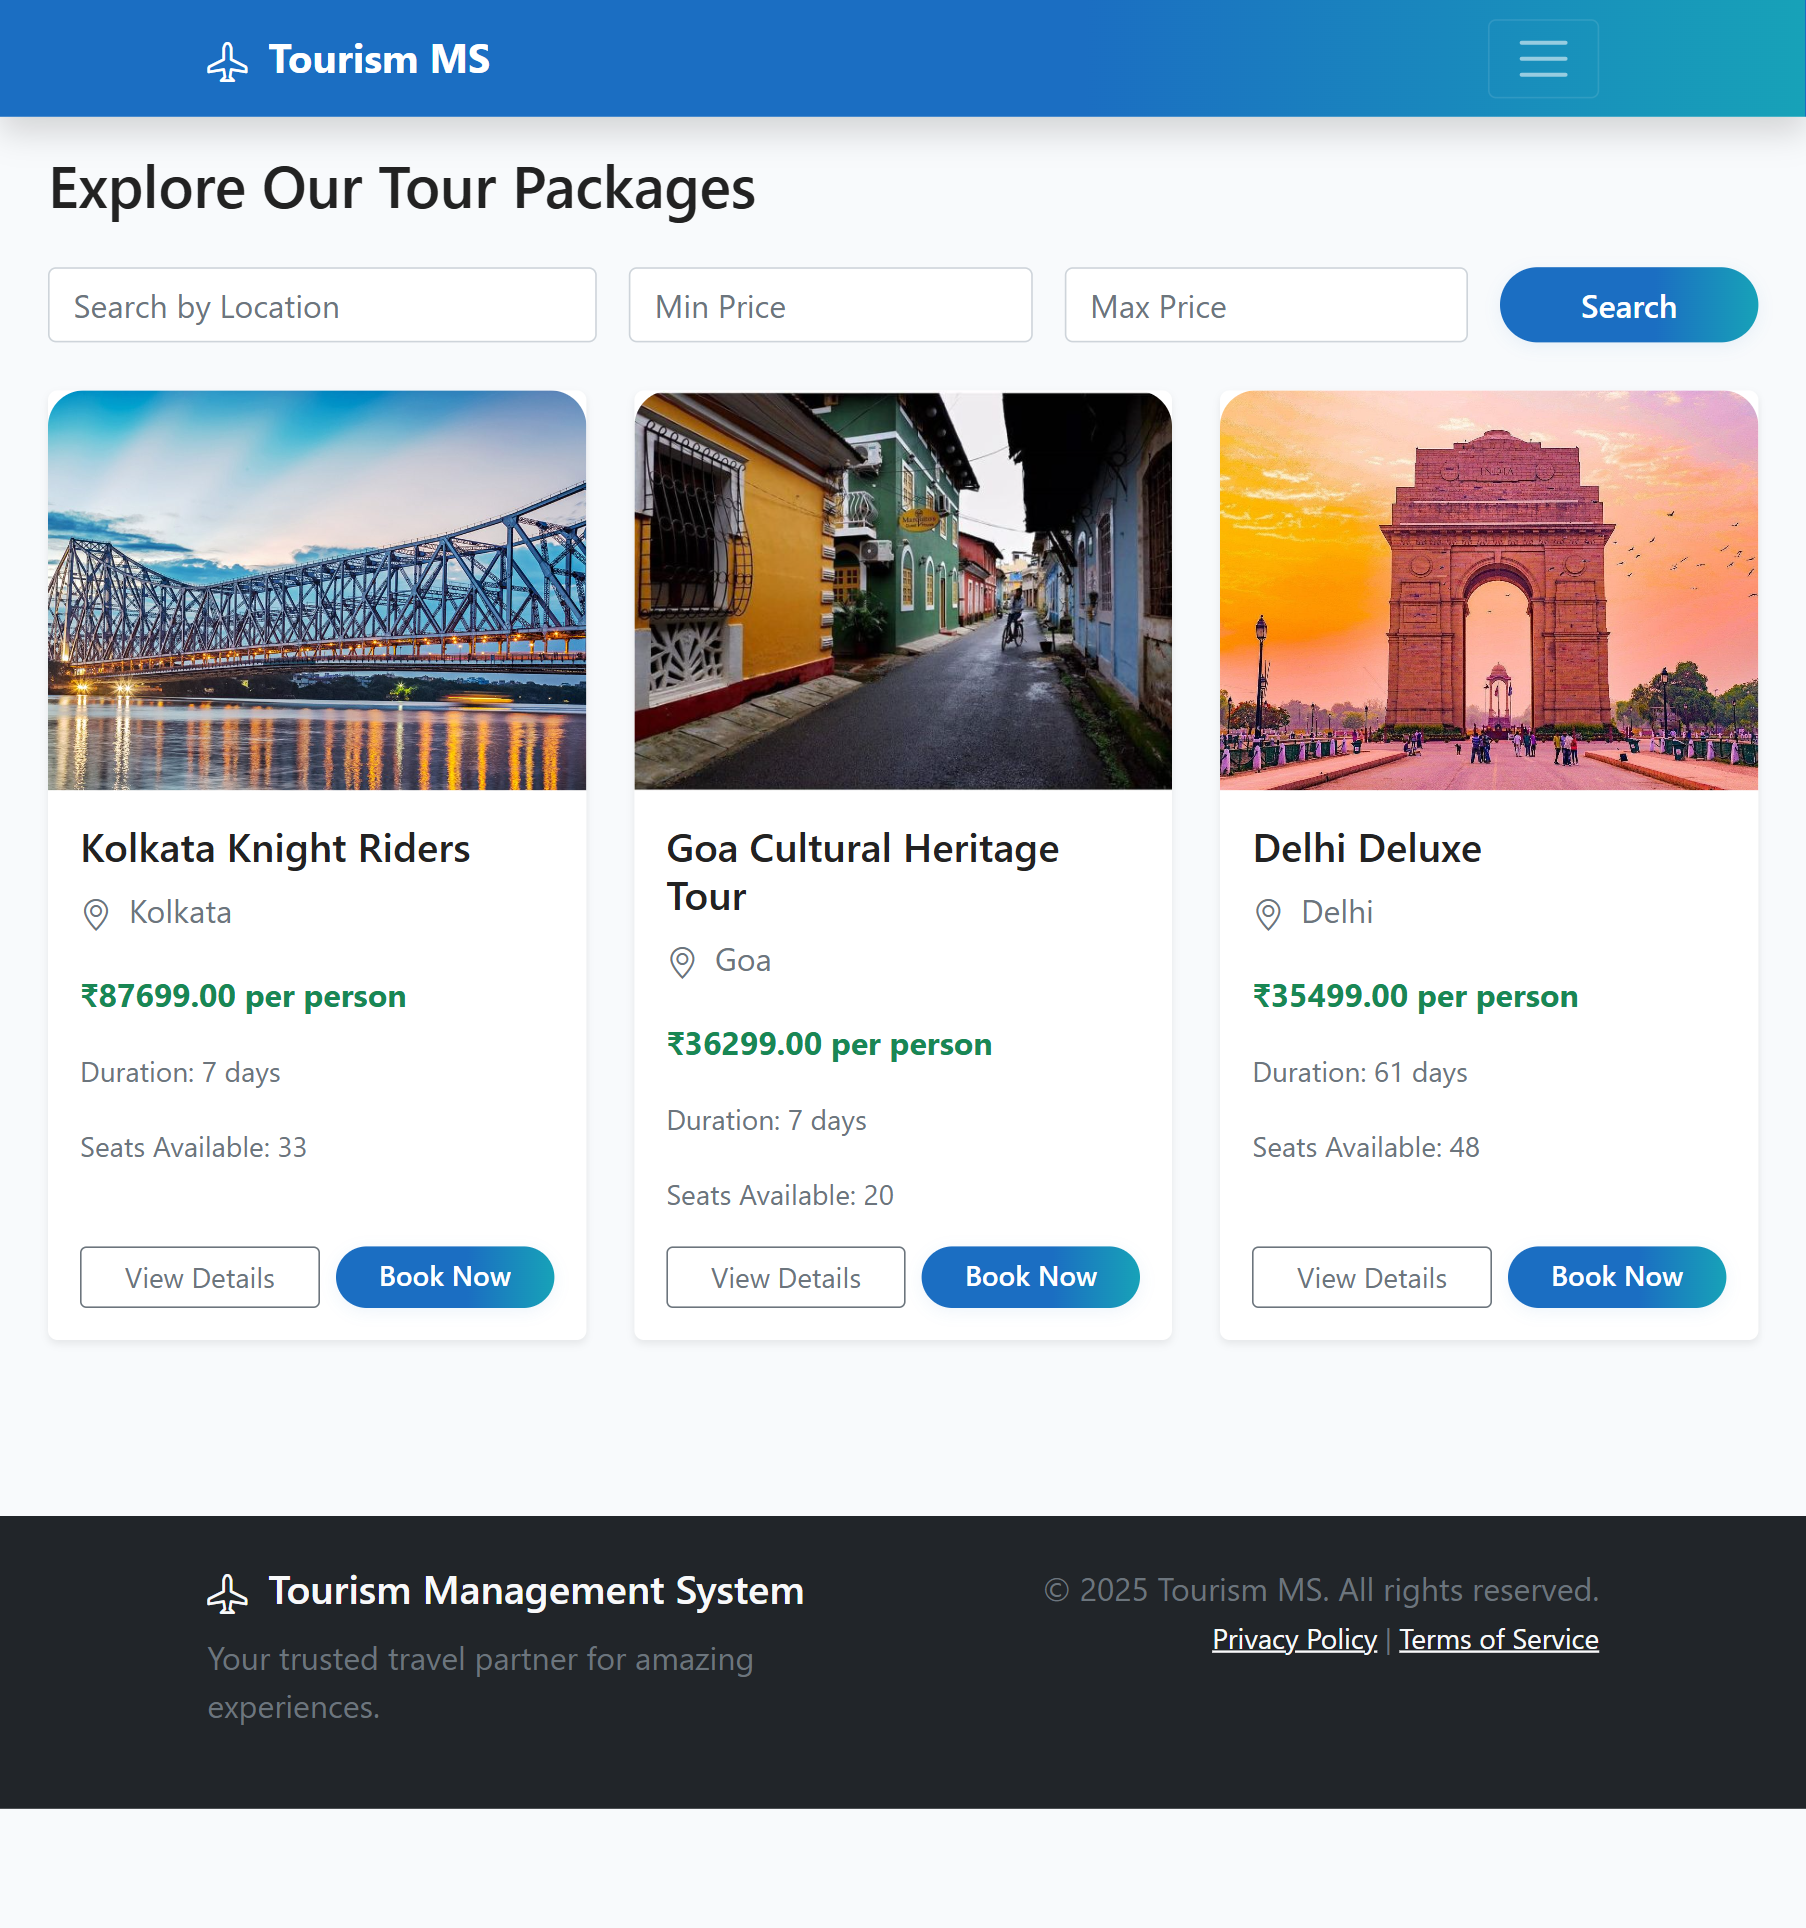 Tourism MS
Explore Our Tour Packages
Search by Location
Min Price
Max Price
Search
INDIA
Kolkata Knight Riders
Kolkata
₹87699.00 per person
Duration: 7 days
Seats Available: 33
View Details
Book Now
Goa Cultural Heritage
Tour
Goa
₹36299.00 per person
Duration: 7 days
Seats Available: 20
View Details
Book Now
Delhi Deluxe
Delhi
₹35499.00 per person
Duration: 61 days
Seats Available: 48
View Details
Book Now
Tourism Management System
Your trusted travel partner for amazing
experiences.
© 2025 Tourism MS. All rights reserved.
Privacy Policy | Terms of Service